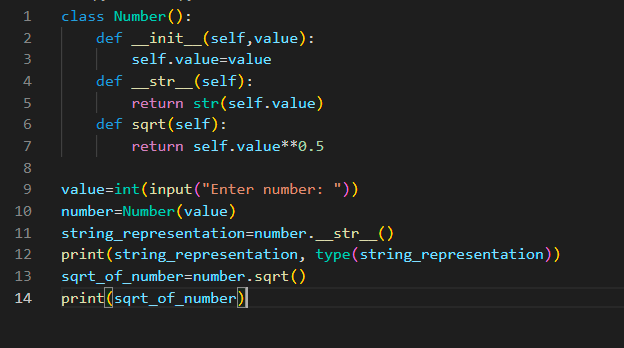 1 class Number():
2     def __init__(self,value):
3         self.value=value
4     def __str__(self):
5         return str(self.value)
6     def sqrt(self):
7         return self.value**0.5
8
9 value=int(input("Enter number: "))
10 number=Number(value)
11 string_representation=number.__str__()
12 print(string_representation, type(string_representation))
13 sqrt_of_number=number.sqrt()
14 print(sqrt_of_number)